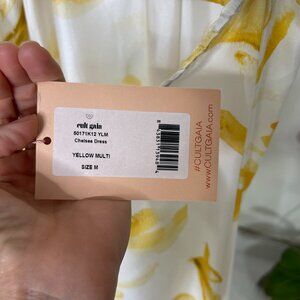 cult gaia
50171K12 YLM
Chelsea Dress
YELLOW MULTI
SIZE M
#CULTGAIA
www.CULTGAIA.com